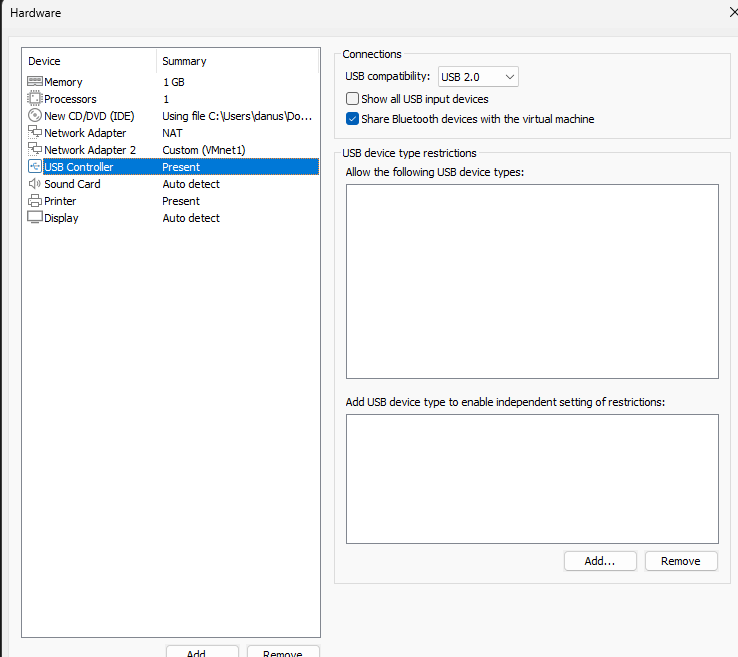 Hardware
Device Summary
Memory 1 GB
Processors 1
New CD/DVD (IDE) Using file C:\Users\danus\Do...
Network Adapter NAT
Network Adapter 2 Custom (VMnet1)
USB Controller Present
Sound Card Auto detect
Printer Present
Display Auto detect
Add... Remove
Connections
USB compatibility: USB 2.0
Show all USB input devices
Share Bluetooth devices with the virtual machine
USB device type restrictions
Allow the following USB device types:
Add USB device type to enable independent setting of restrictions:
Add... Remove